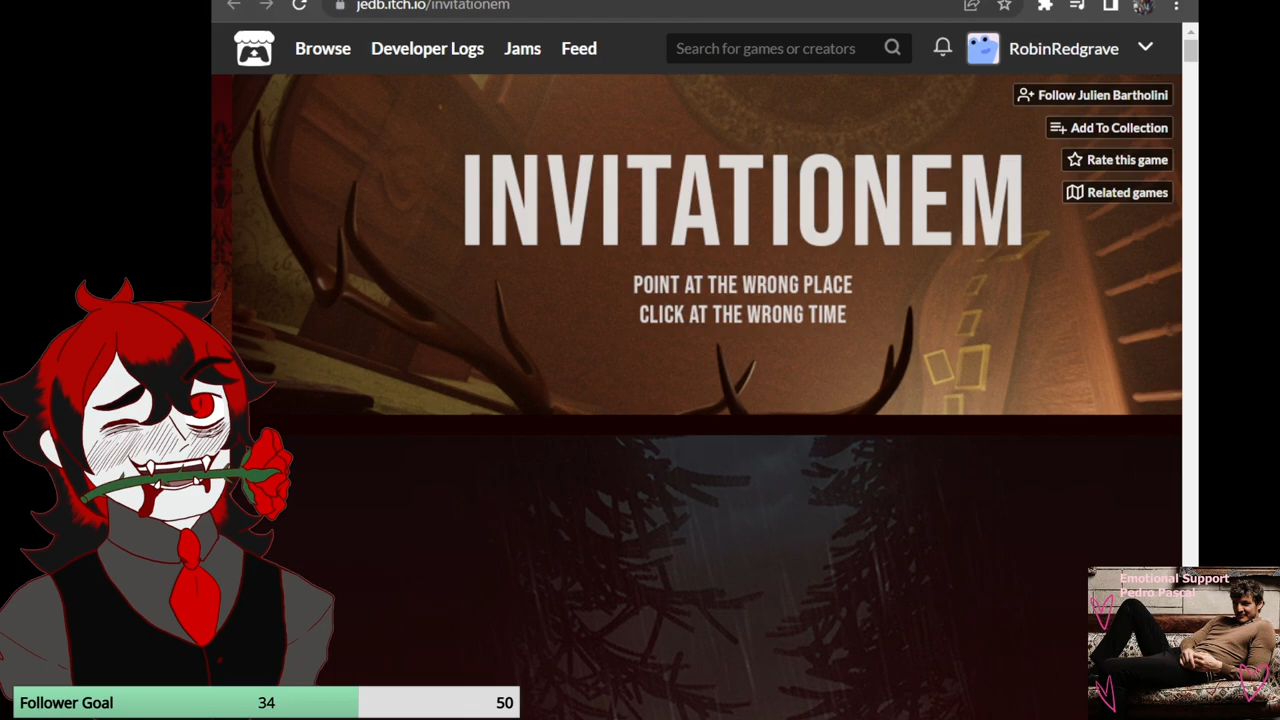 jedb.itch.io/invitationem
Browse Developer Logs Jams Feed Search for games or creators RobinRedgrave
Follow Julien Bartholini
Add To Collection
Rate this game
Related games
INVITATIONEM
POINT AT THE WRONG PLACE
CLICK AT THE WRONG TIME
Emotional Support
Pedro Pascal
Follower Goal 34 50